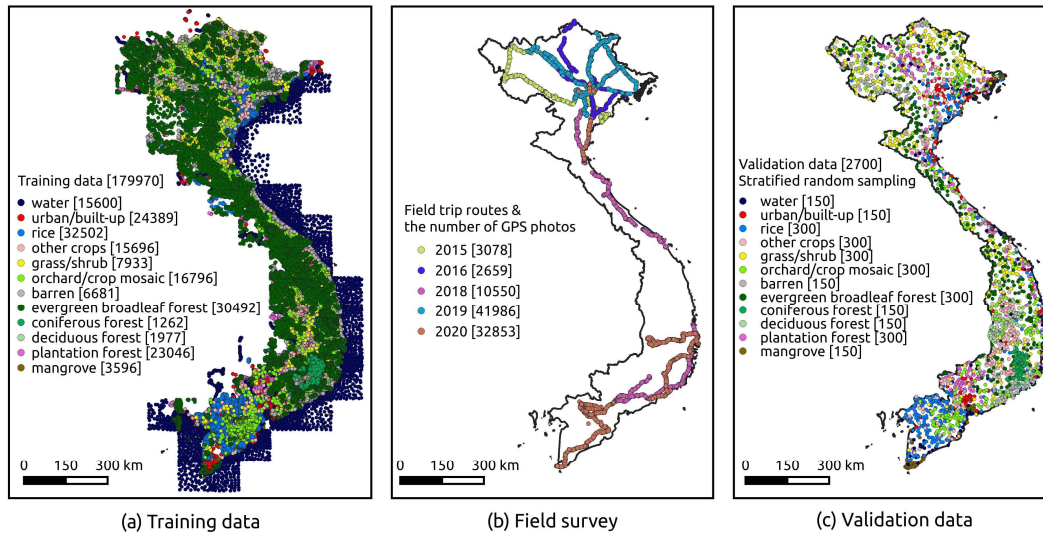 Training data [179970]
water [15600]
urban/built-up [24389]
rice [32502]
other crops [15696]
grass/shrub [7933]
orchard/crop mosaic [16796]
barren [6681]
evergreen broadleaf forest [30492]
coniferous forest [1262]
deciduous forest [1977]
plantation forest [23046]
mangrove [3596]
0 150 300 km
(a) Training data
Field trip routes &
the number of GPS photos
2015 [3078]
2016 [2659]
2018 [10550]
2019 [41986]
2020 [32853]
0 150 300 km
(b) Field survey
Validation data [2700]
Stratified random sampling
water [150]
urban/built-up [150]
rice [300]
other crops [300]
grass/shrub [300]
orchard/crop mosaic [300]
barren [150]
evergreen broadleaf forest [300]
coniferous forest [150]
deciduous forest [150]
plantation forest [300]
mangrove [150]
0 150 300 km
(c) Validation data